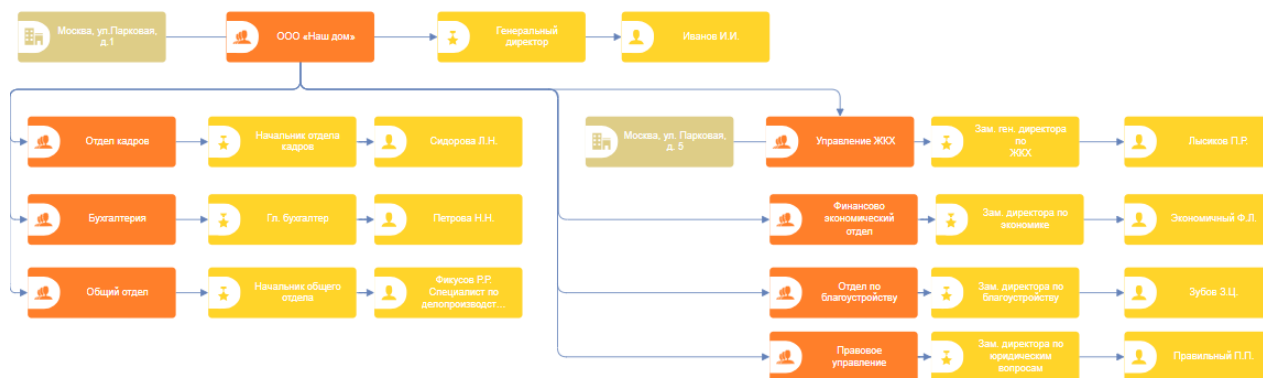 Москва, ул.Парковая,
д.1
ООО «Наш дом»
Генеральный
директор
Иванов И.И.
Отдел кадров
Начальник отдела
кадров
Сидорова Л.Н.
Москва, ул. Парковая,
д. 5
Управление ЖКХ
Зам. ген. директора
по
ЖКХ
Лысиков П.Р.
Бухгалтерия
Гл. бухгалтер
Петрова Н.Н.
Финансово
экономический
отдел
Зам. директора по
экономике
Экономичный Ф.Л.
Общий отдел
Начальник общего
отдела
Фикусов Р.Р.
Специалист по
делопроизводст...
Отдел по
благоустройству
Зам. директора по
благоустройству
Зубов З.Ц.
Правовое
управление
Зам. директора по
юридическим
вопросам
Правильный П.П.